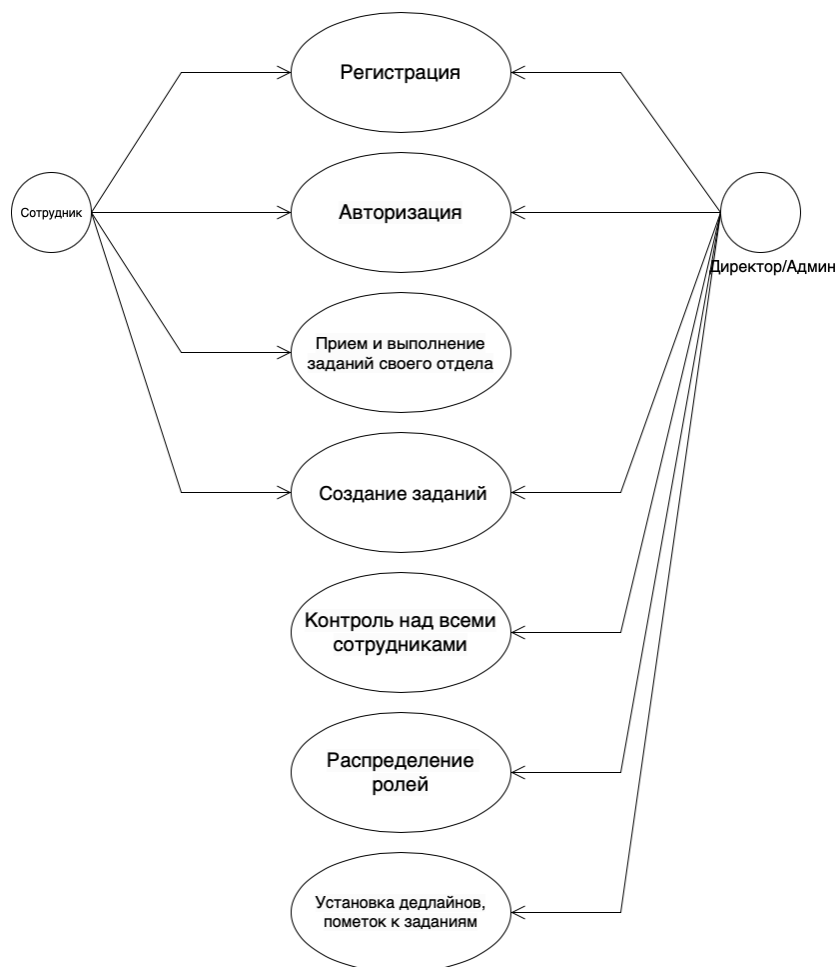 Регистрация
Сотрудник
Авторизация
Директор/Админ
Прием и выполнение
заданий своего отдела
Создание заданий
Контроль над всеми
сотрудниками
Распределение
ролей
Установка дедлайнов,
пометок к заданиям